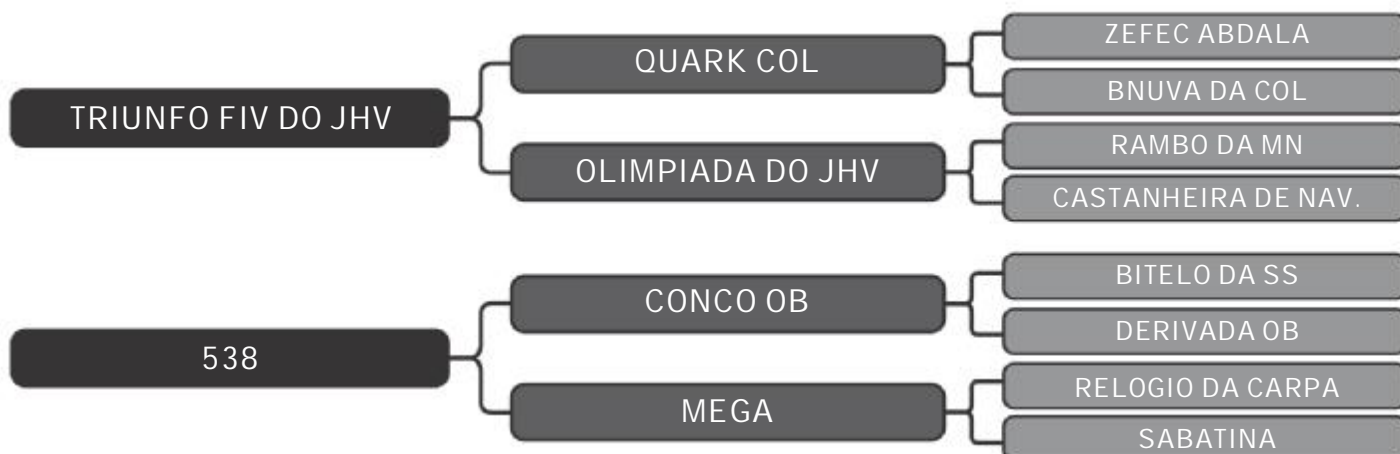 TRIUNFO FIV DO JHV
QUARK COL
ZEFEC ABDALA
BNUVA DA COL
OLIMPIADA DO JHV
RAMBO DA MN
CASTANHEIRA DE NAV.
538
CONCO OB
BITELO DA SS
DERIVADA OB
MEGA
RELOGIO DA CARPA
SABATINA